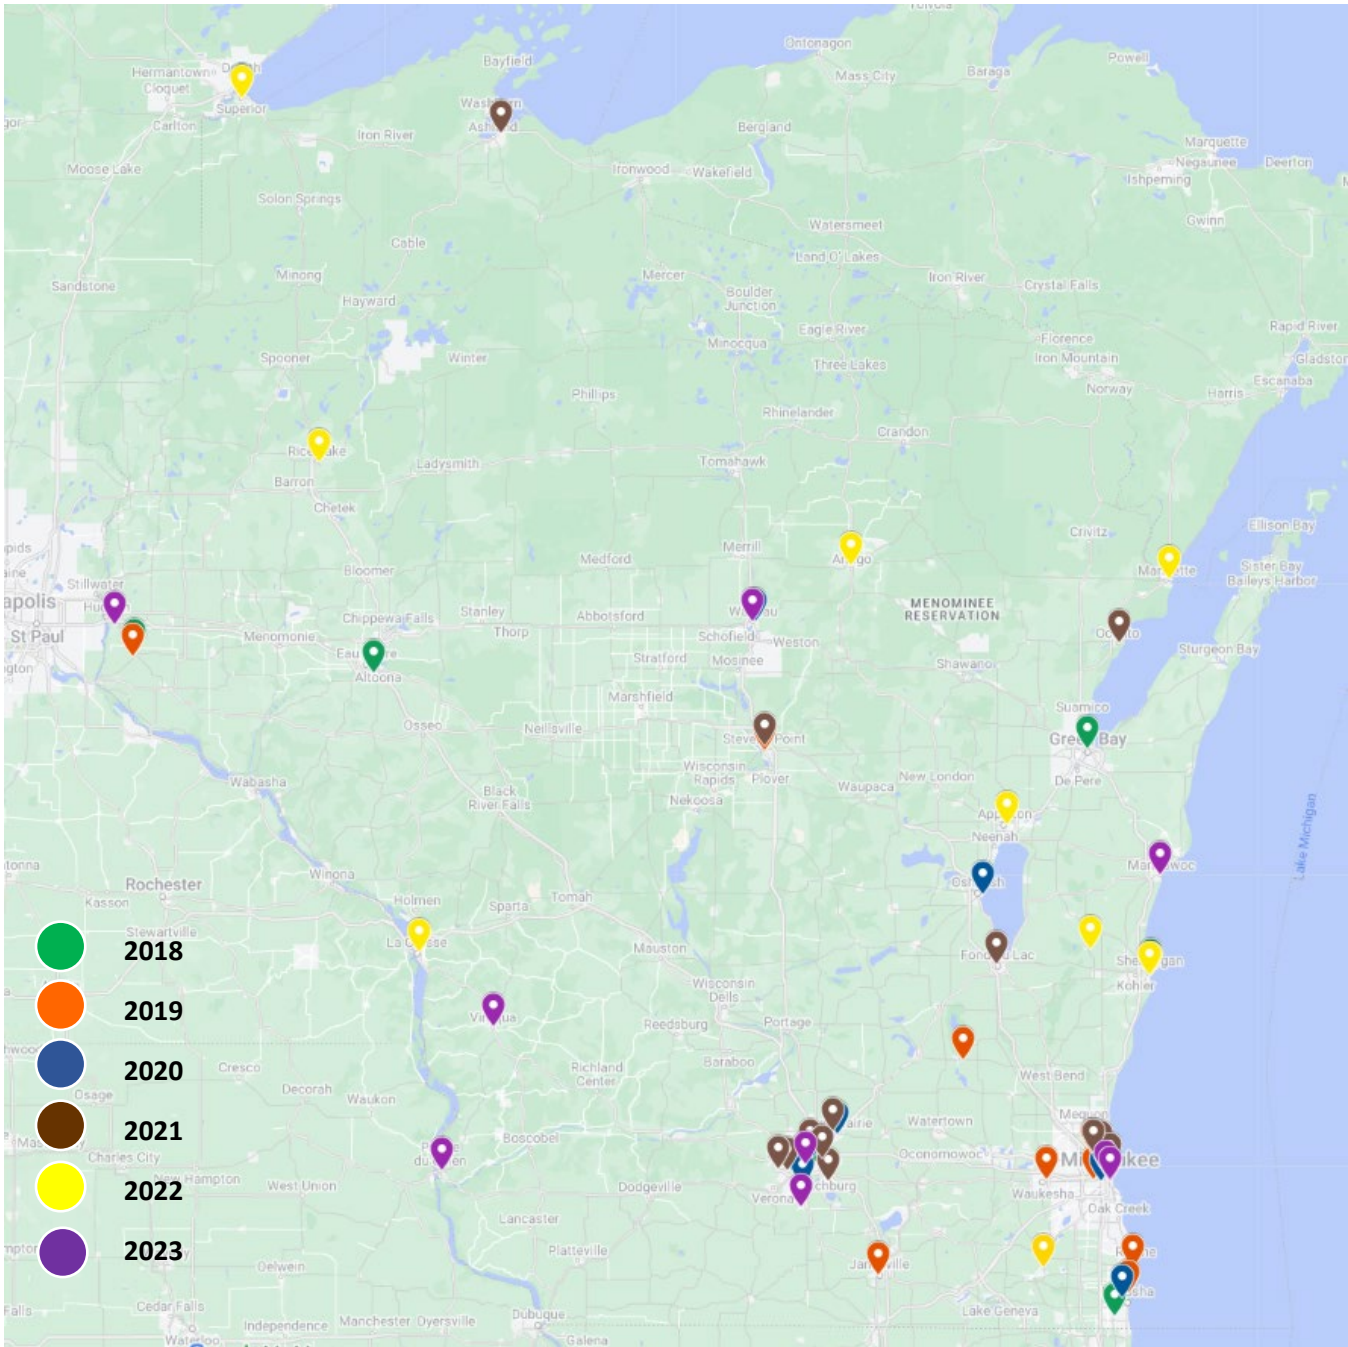 Ontonagon
Bayfield
Powell
Hermantown
Mass City
Baraga
Cloquet
Superior
Carlton
Iron River
Bergland
Marquette
Negaunee
Deerton
Moose Lake
Ironwood
Wakefield
Ishpeming
Solon Springs
Gwinn
Watersmeet
Cable
Land O' Lakes
Minong
Mercer
Iron River
Sandstone
Crystal Falls
Hayward
Boulder
Junction
Eagle River
Rapid River
Minocqua
Florence
Spooner
Winter
Iron Mountain
Three Lakes
Escanaba
Phillips
Norway
Harris
Rhinelander
Crandon
Ladysmith
Tomahawk
Barron
Chetek
Ellison Bay
Crivitz
Merrill
Medford
Sister Bay
Baileys Harbor
Bloomer
Stillwater
apolis
MENOMINEE
RESERVATION
Chippewa Falls
Stanley
Abbotsford
St Paul
Menomonie
Thorp
Schofield
Weston
Sturgeon Bay
Stratford
Mosinee
Shawano
Altoona
Marshfield
Suamico
Osseo
Neillsville
Wisconsin
Rapids
Plover
De Pere
New London
Wabasha
Waupaca
Black
River Falls
Nekoosa
Neenah
Lake Michigan
Winona
Rochester
Kasson
Holmen
Sparta
Tomah
Stewartville
Mauston
2018
Kohler
Wisconsin
Dells
2019
Portage
Reedsburg
Baraboo
2020
Cresco
Richland
Center
West Bend
Osage
Decorah
Waukon
Mequon
Watertown
2021
Boscobel
Charles City
Oconomowoc
New Hampton
West Union
2022
Dodgeville
Verona
Waukesha
Oak Creek
Lancaster
2023
Platteville
Oelwein
Cedar Falls
Lake Geneva
Falls
Independence
Manchester
Dyersville
Dubuque
Waterloo
Galena